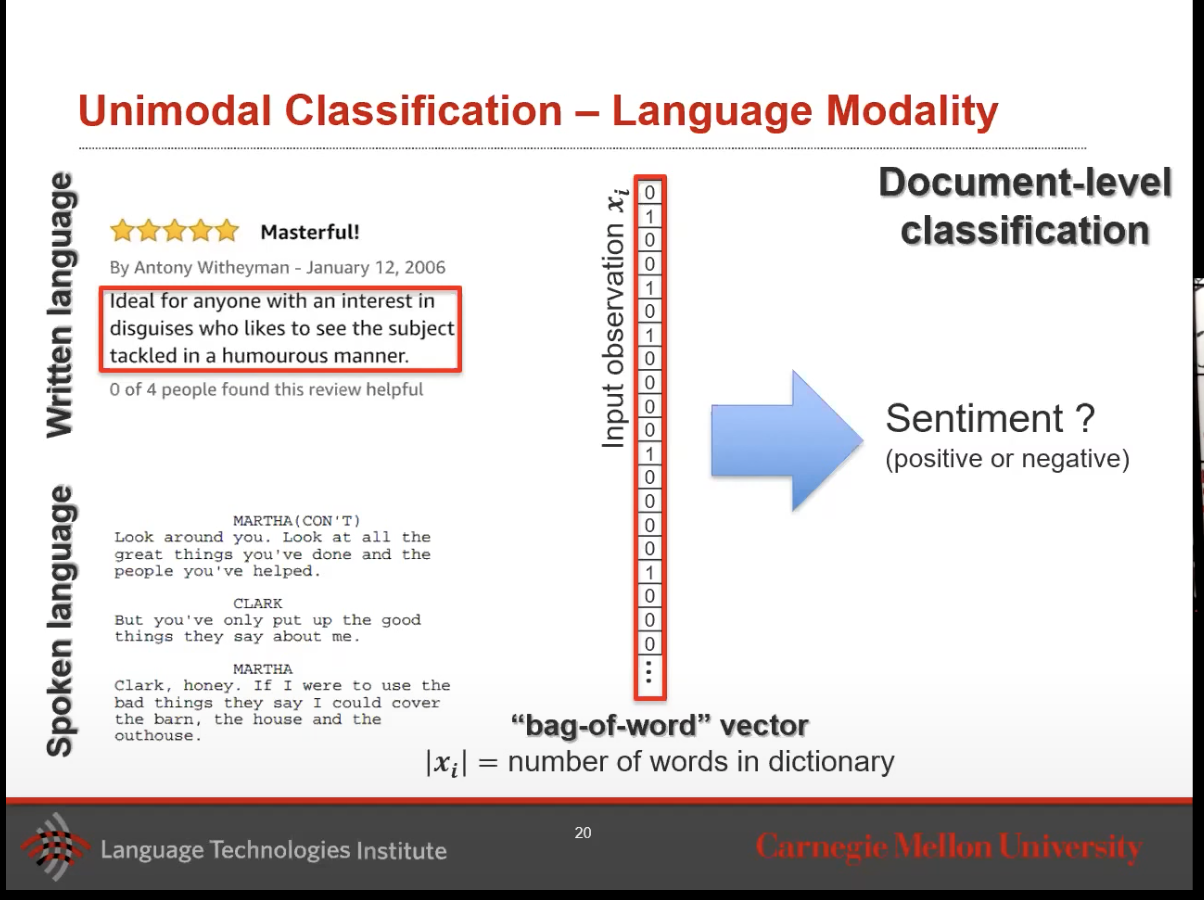 Unimodal Classification – Language Modality
Written language
Masterful!
By Antony Witheyman - January 12, 2006
Ideal for anyone with an interest in
disguises who likes to see the subject
tackled in a humourous manner.
0 of 4 people found this review helpful
Spoken language
MARTHA(CON'T)
Look around you. Look at all the
great things you've done and the
people you've helped.
CLARK
But you've only put up the good
things they say about me.
MARTHA
Clark, honey. If I were to use the
bad things they say I could cover
the barn, the house and the
outhouse.
Input observation xᵢ
0
1
0
0
1
0
1
0
0
0
0
1
0
0
0
0
1
0
0
0
⋮
“bag-of-word” vector
|xᵢ| = number of words in dictionary
Document-level
classification
Sentiment ?
(positive or negative)
Language Technologies Institute
20
Carnegie Mellon University